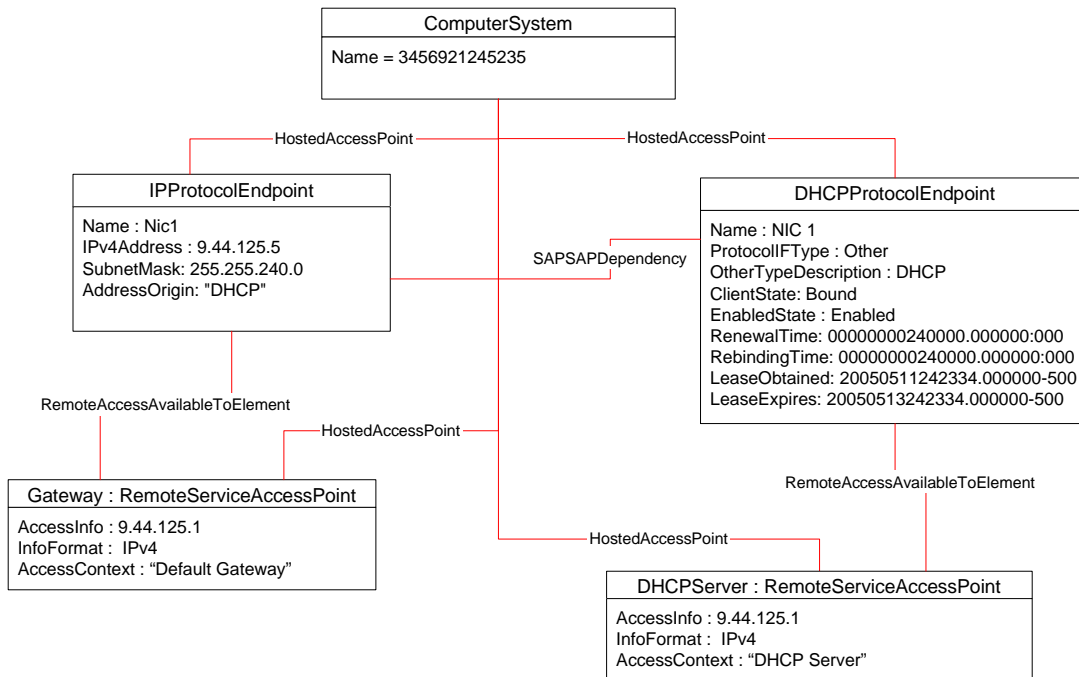 ComputerSystem
Name = 3456921245235
HostedAccessPoint
HostedAccessPoint
IPProtocolEndpoint
Name : Nic1
IPv4Address : 9.44.125.5
SubnetMask: 255.255.240.0
AddressOrigin: "DHCP"
SAPSAPDependency
DHCPProtocolEndpoint
Name : NIC 1
ProtocolIFType : Other
OtherTypeDescription : DHCP
ClientState: Bound
EnabledState : Enabled
RenewalTime: 00000000240000.000000:000
RebindingTime: 00000000240000.000000:000
LeaseObtained: 20050511242334.000000-500
LeaseExpires: 20050513242334.000000-500
RemoteAccessAvailableToElement
HostedAccessPoint
Gateway : RemoteServiceAccessPoint
AccessInfo : 9.44.125.1
InfoFormat :  IPv4
AccessContext : “Default Gateway”
RemoteAccessAvailableToElement
HostedAccessPoint
DHCPServer : RemoteServiceAccessPoint
AccessInfo : 9.44.125.1
InfoFormat :  IPv4
AccessContext : “DHCP Server”